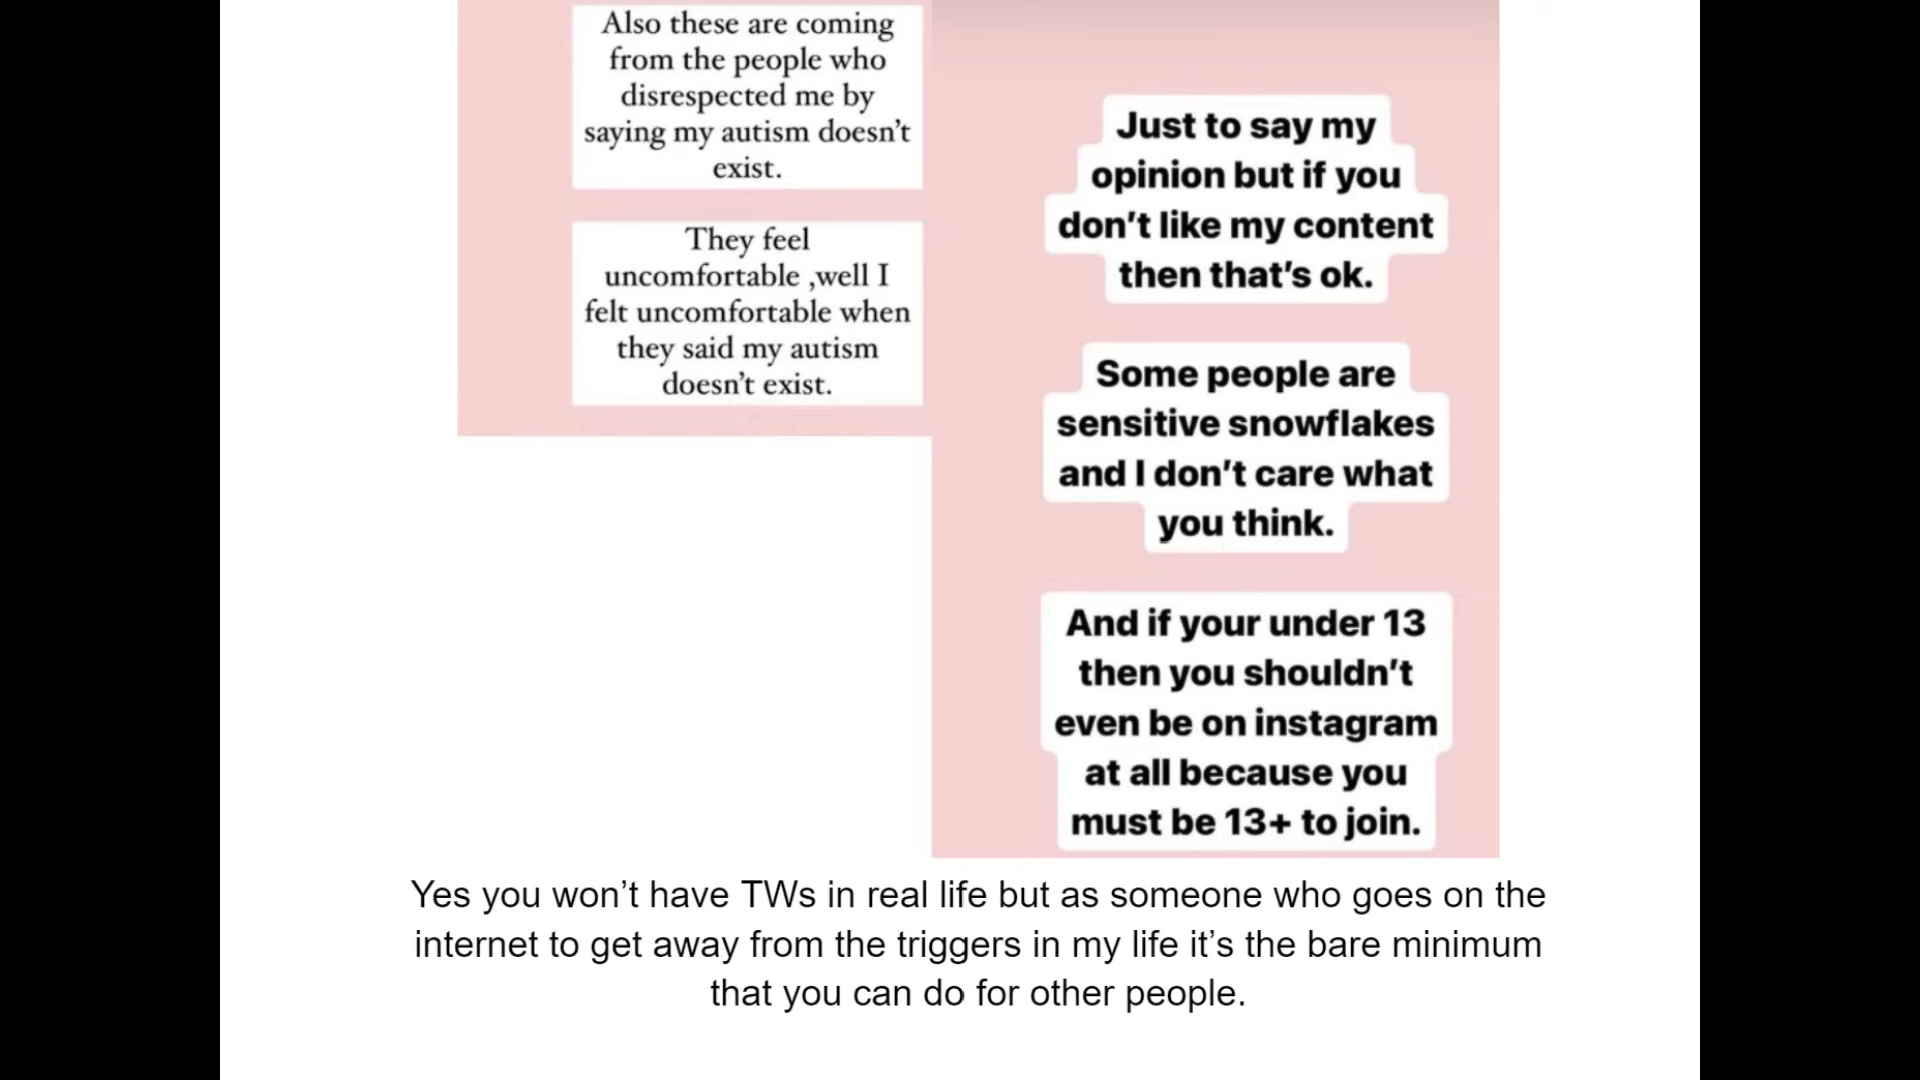 Also these are coming
from the people who
disrespected me by
saying my autism doesn't
exist.
They feel
uncomfortable ,well I
felt uncomfortable when
they said my autism
doesn't exist.
Just to say my
opinion but if you
don't like my content
then that's ok.
Some people are
sensitive snowflakes
and I don't care what
you think.
And if your under 13
then you shouldn't
even be on instagram
at all because you
must be 13+ to join.
Yes you won't have TWs in real life but as someone who goes on the
internet to get away from the triggers in my life it's the bare minimum
that you can do for other people.